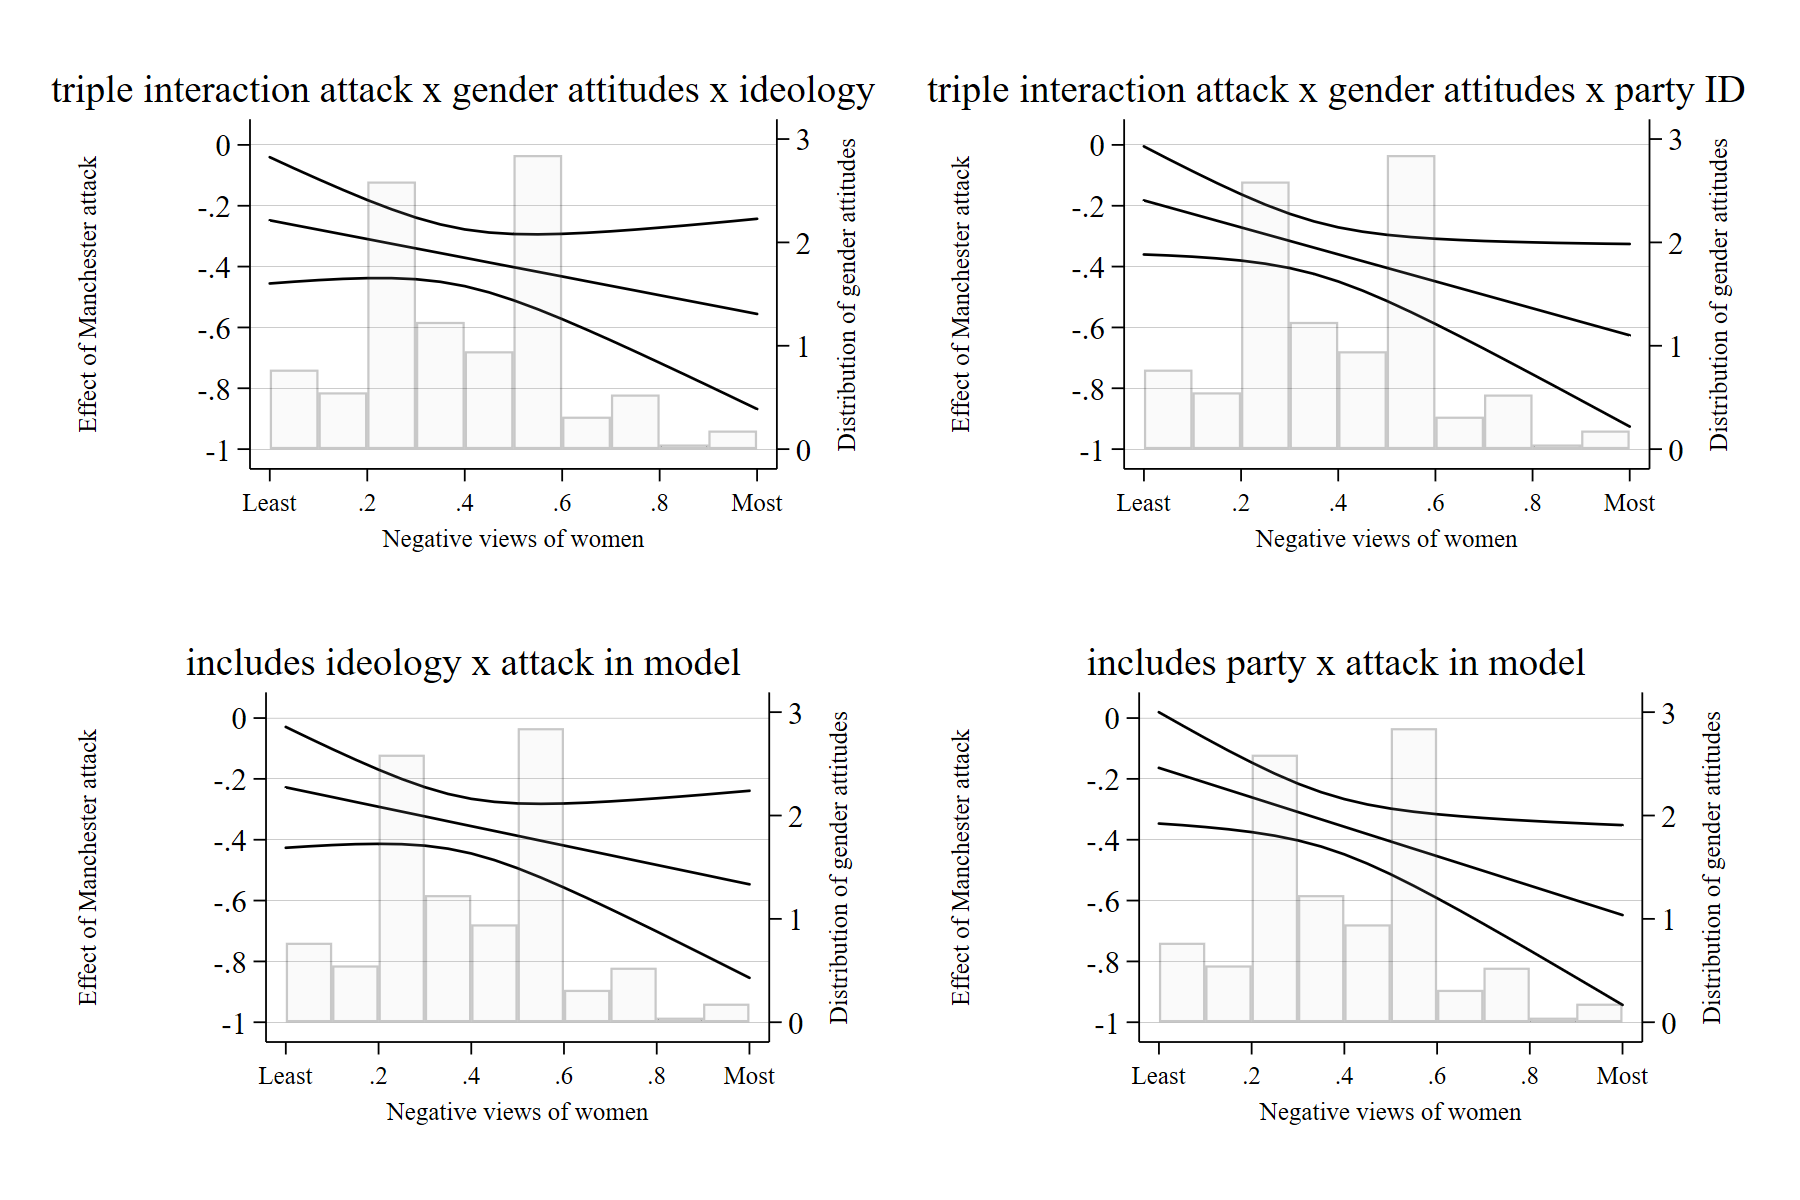 triple interaction attack x gender attitudes x ideology
Effect of Manchester attack
0
-.2
-.4
-.6
-.8
-1
3
2
1
0
Distribution of gender attitudes
Least .2 .4 .6 .8 Most
Negative views of women
triple interaction attack x gender attitudes x party ID
Effect of Manchester attack
0
-.2
-.4
-.6
-.8
-1
3
2
1
0
Distribution of gender attitudes
Least .2 .4 .6 .8 Most
Negative views of women
includes ideology x attack in model
Effect of Manchester attack
0
-.2
-.4
-.6
-.8
-1
3
2
1
0
Distribution of gender attitudes
Least .2 .4 .6 .8 Most
Negative views of women
includes party x attack in model
Effect of Manchester attack
0
-.2
-.4
-.6
-.8
-1
3
2
1
0
Distribution of gender attitudes
Least .2 .4 .6 .8 Most
Negative views of women